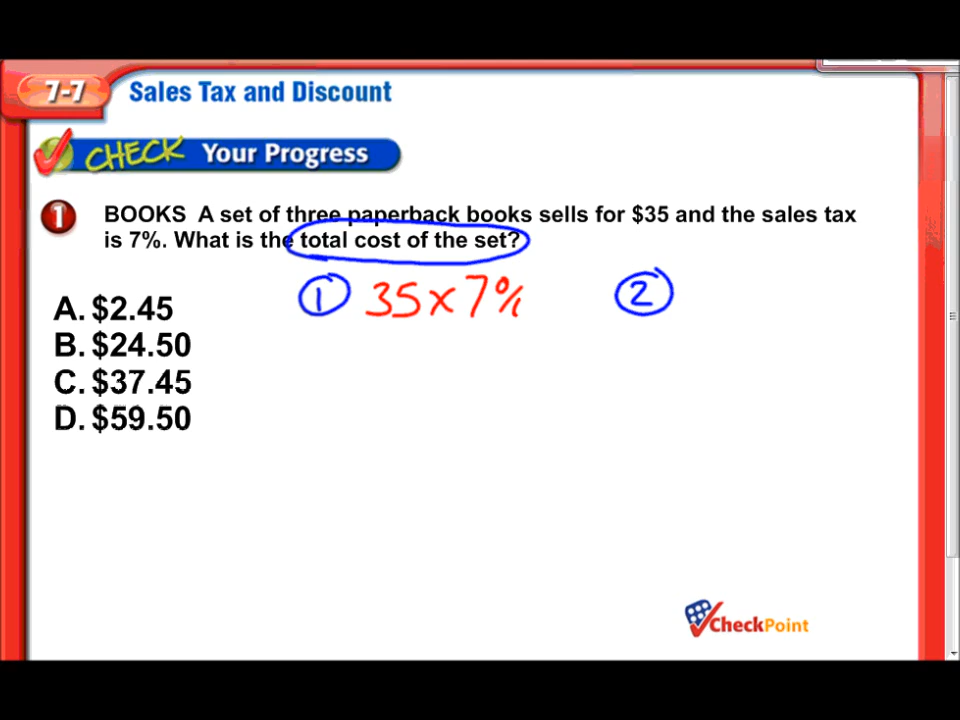 7-7 Sales Tax and Discount
CHECK Your Progress
1 BOOKS A set of three paperback books sells for $35 and the sales tax
is 7%. What is the total cost of the set?
1 35 x 7% 2
A. $2.45
B. $24.50
C. $37.45
D. $59.50
CheckPoint